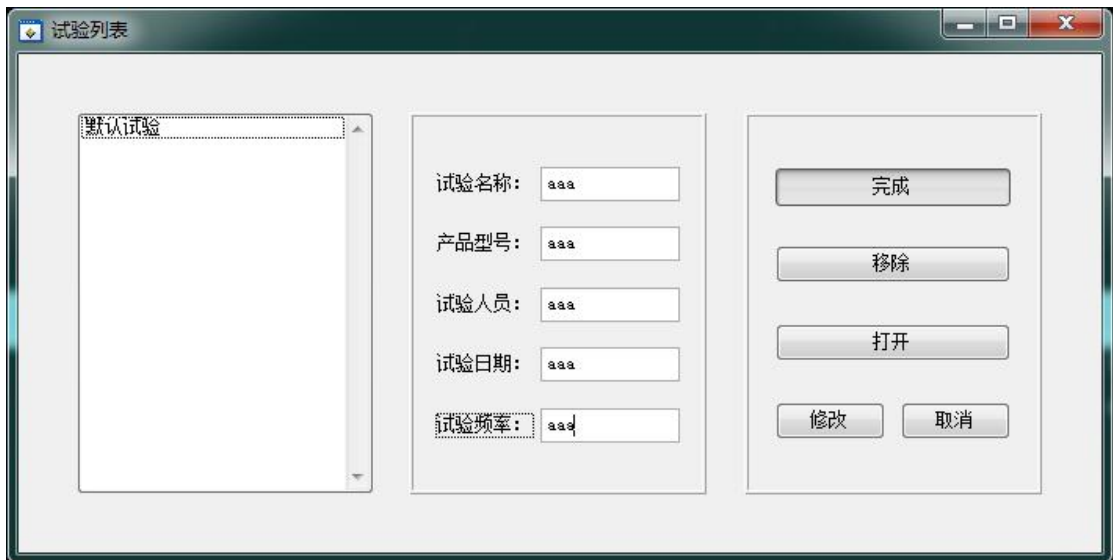 试验列表
默认试验
试验名称： aaa
产品型号： aaa
试验人员： aaa
试验日期： aaa
试验频率： aaa
完成
移除
打开
修改 取消